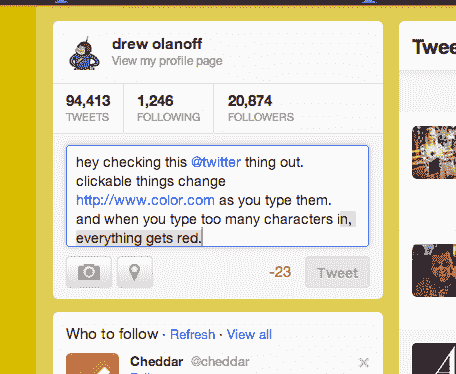 drew olanoff
View my profile page
94,413 1,246 20,874
TWEETS FOLLOWING FOLLOWERS
Twee
hey checking this @twitter thing out.
clickable things change
http://www.color.com as you type them.
and when you type too many characters in,
everything gets red.
-23 Tweet
Who to follow · Refresh · View all
Cheddar @cheddar